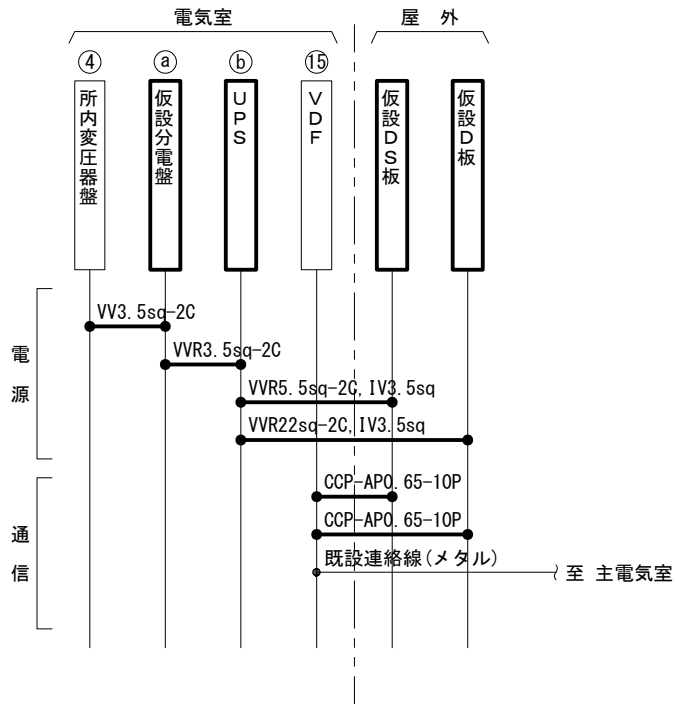 電気室
屋 外
④
ⓐ
ⓑ
⑮
所内変圧器盤
仮設分電盤
UPS
VDF
仮設DS板
仮設D板
電源
VV3.5sq-2C
VVR3.5sq-2C
VVR5.5sq-2C, IV3.5sq
VVR22sq-2C, IV3.5sq
通信
CCP-AP0.65-10P
CCP-AP0.65-10P
既設連絡線(メタル)
至 主電気室